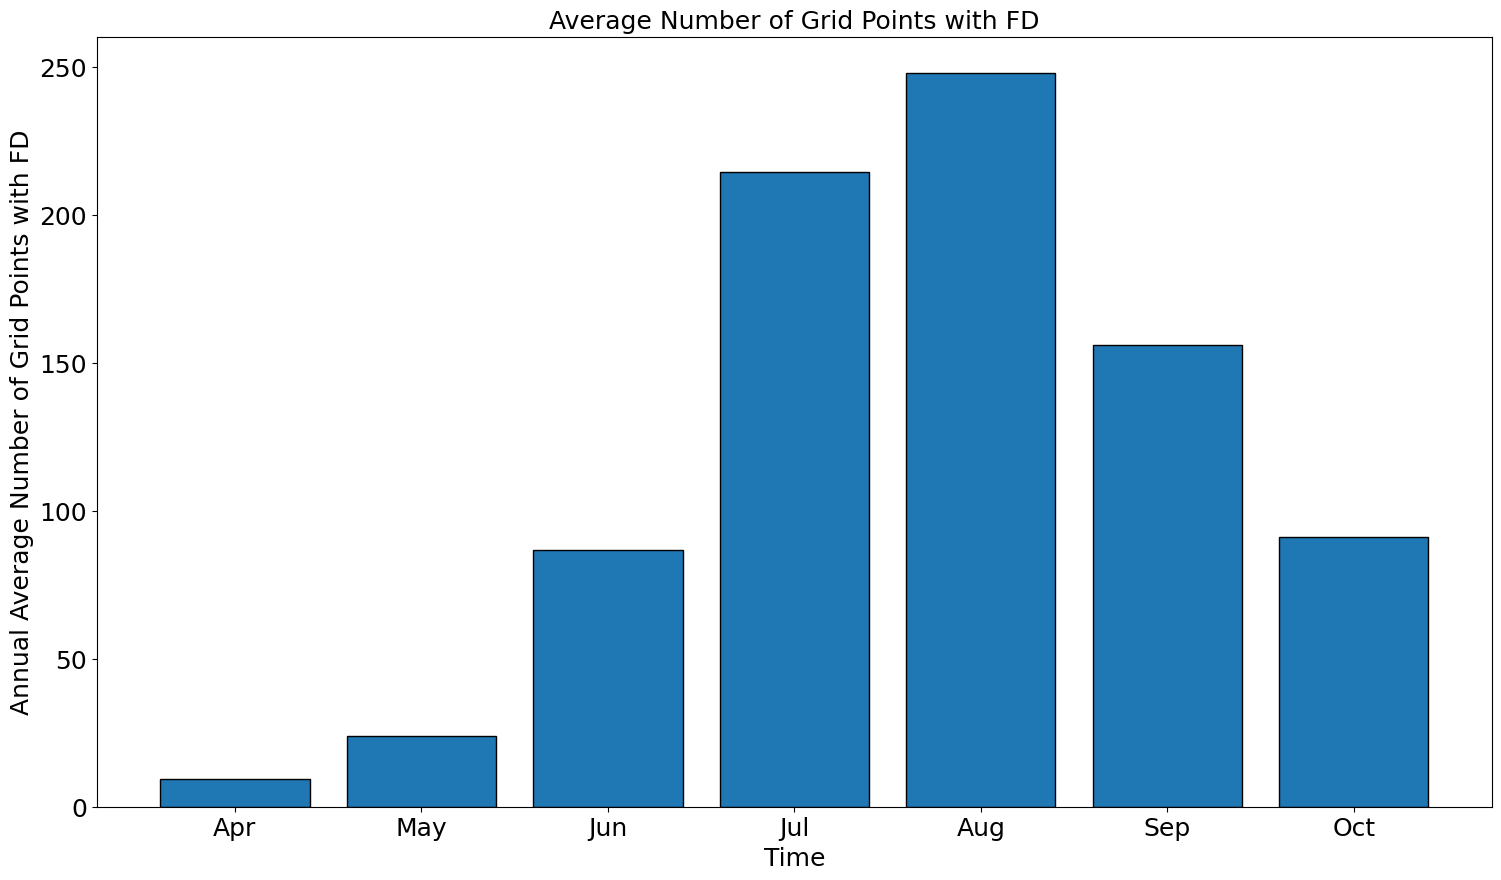 Average Number of Grid Points with FD
Annual Average Number of Grid Points with FD
250
200
150
100
50
0
Apr May Jun Jul Aug Sep Oct
Time